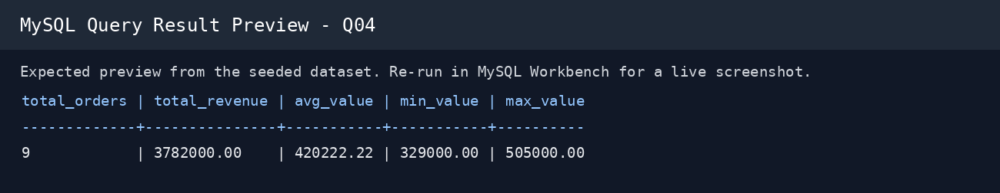 MySQL Query Result Preview - Q04
Expected preview from the seeded dataset. Re-run in MySQL Workbench for a live screenshot.
total_orders | total_revenue | avg_value | min_value | max_value
-------------+---------------+-----------+-----------+----------
9            | 3782000.00    | 420222.22 | 329000.00 | 505000.00